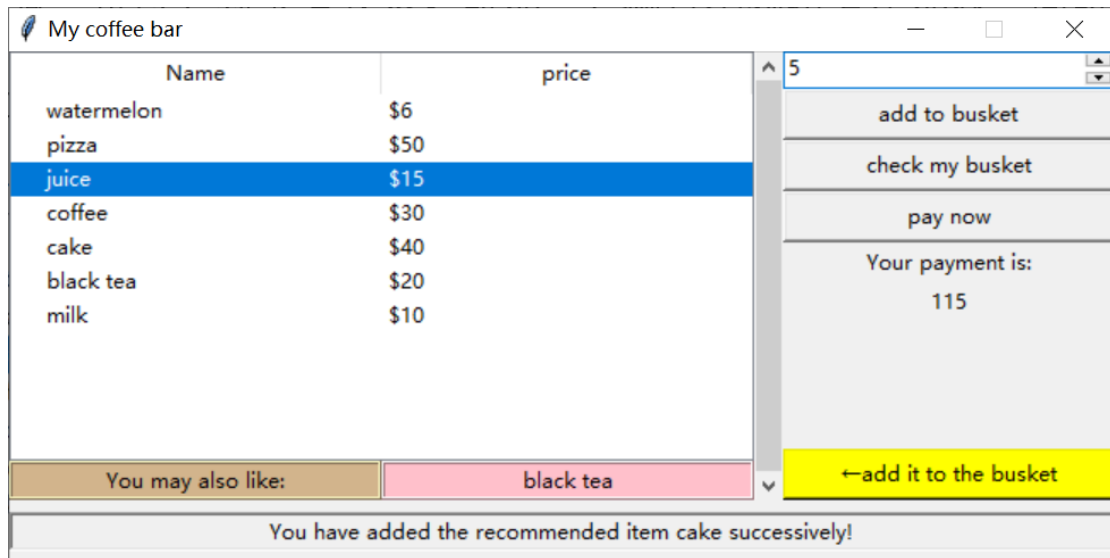 My coffee bar
Name price
watermelon $6
pizza $50
juice $15
coffee $30
cake $40
black tea $20
milk $10
You may also like: black tea
5
add to busket
check my busket
pay now
Your payment is:
115
←add it to the busket
You have added the recommended item cake successively!